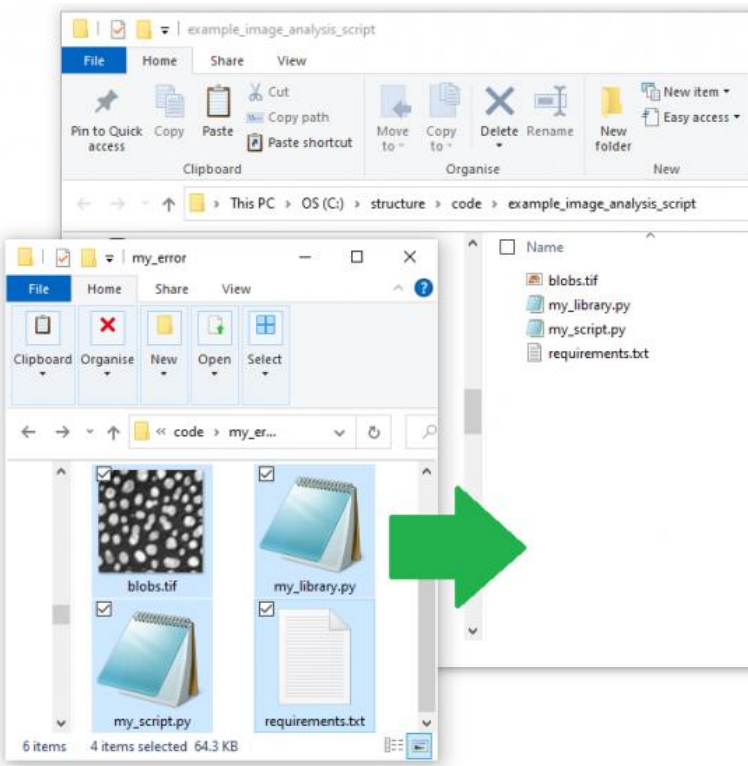 example_image_analysis_script
File Home Share View
Pin to Quick access
Copy
Paste
Cut
Copy path
Paste shortcut
Clipboard
Move to
Copy to
Delete
Rename
Organise
New folder
New item
Easy access
New
This PC > OS (C:) > structure > code > example_image_analysis_script
Name
blobs.tif
my_library.py
my_script.py
requirements.txt
my_error
File Home Share View
Clipboard Organise New Open Select
« code > my_er...
blobs.tif
my_library.py
my_script.py
requirements.txt
6 items 4 items selected 64.3 KB